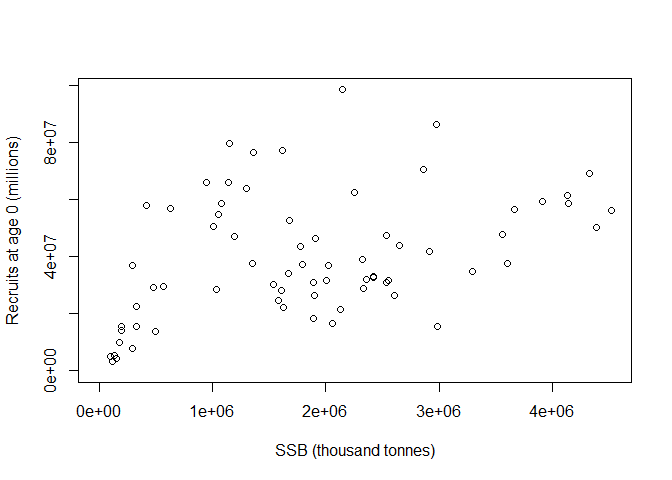 Recruits at age 0 (millions)
8e+07
4e+07
0e+00
0e+00 1e+06 2e+06 3e+06 4e+06
SSB (thousand tonnes)